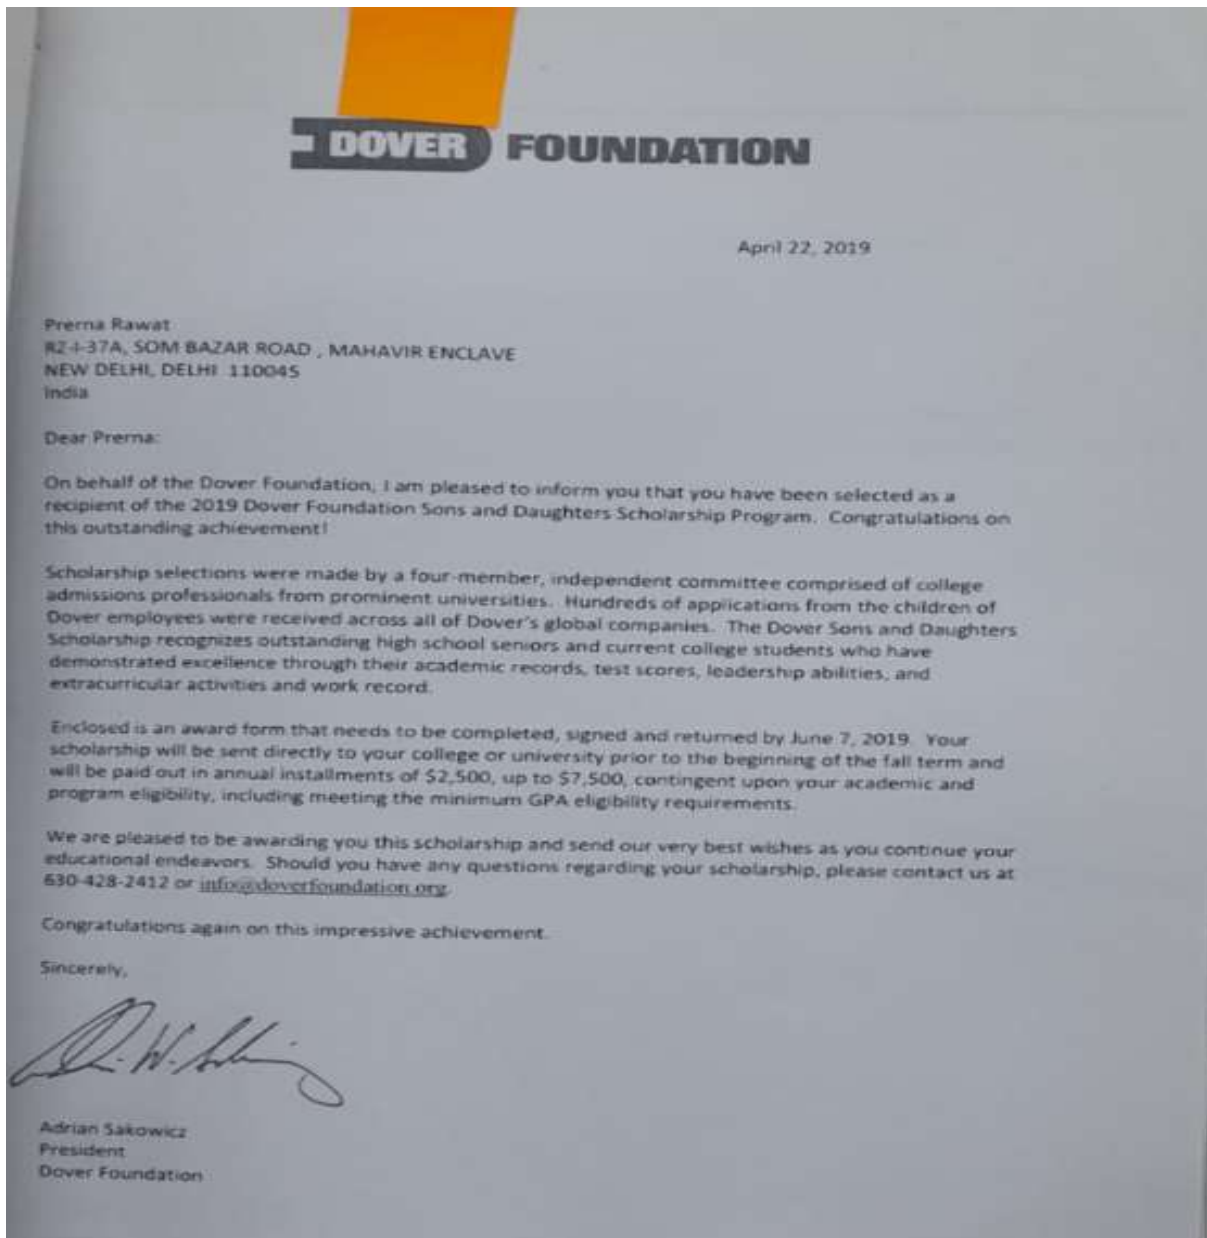 DOVER FOUNDATION
April 22, 2019
Prerna Rawat
RZ-I-37A, SOM BAZAR ROAD , MAHAVIR ENCLAVE
NEW DELHI, DELHI 110045
India
Dear Prerna:
On behalf of the Dover Foundation, I am pleased to inform you that you have been selected as a
recipient of the 2019 Dover Foundation Sons and Daughters Scholarship Program. Congratulations on
this outstanding achievement!
Scholarship selections were made by a four-member, independent committee comprised of college
admissions professionals from prominent universities. Hundreds of applications from the children of
Dover employees were received across all of Dover's global companies. The Dover Sons and Daughters
Scholarship recognizes outstanding high school seniors and current college students who have
demonstrated excellence through their academic records, test scores, leadership abilities, and
extracurricular activities and work record.
Enclosed is an award form that needs to be completed, signed and returned by June 7, 2019. Your
scholarship will be sent directly to your college or university prior to the beginning of the fall term and
will be paid out in annual installments of $2,500, up to $7,500, contingent upon your academic and
program eligibility, including meeting the minimum GPA eligibility requirements.
We are pleased to be awarding you this scholarship and send our very best wishes as you continue your
educational endeavors. Should you have any questions regarding your scholarship, please contact us at
630-428-2412 or info@doverfoundation.org.
Congratulations again on this impressive achievement.
Sincerely,
Adrian Sakowicz
President
Dover Foundation